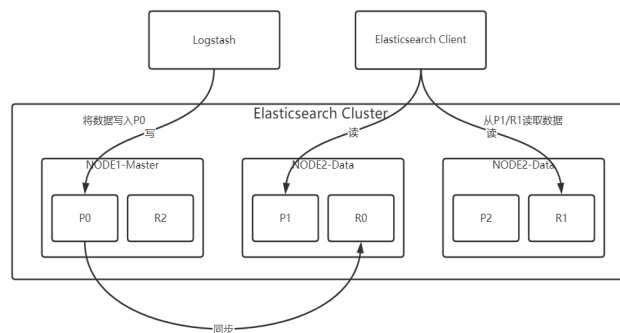 Logstash
Elasticsearch Client
Elasticsearch Cluster
将数据写入P0
写
读
从P1/R1读取数据
读
NODE1-Master
NODE2-Data
NODE2-Data
P0
R2
P1
R0
P2
R1
同步